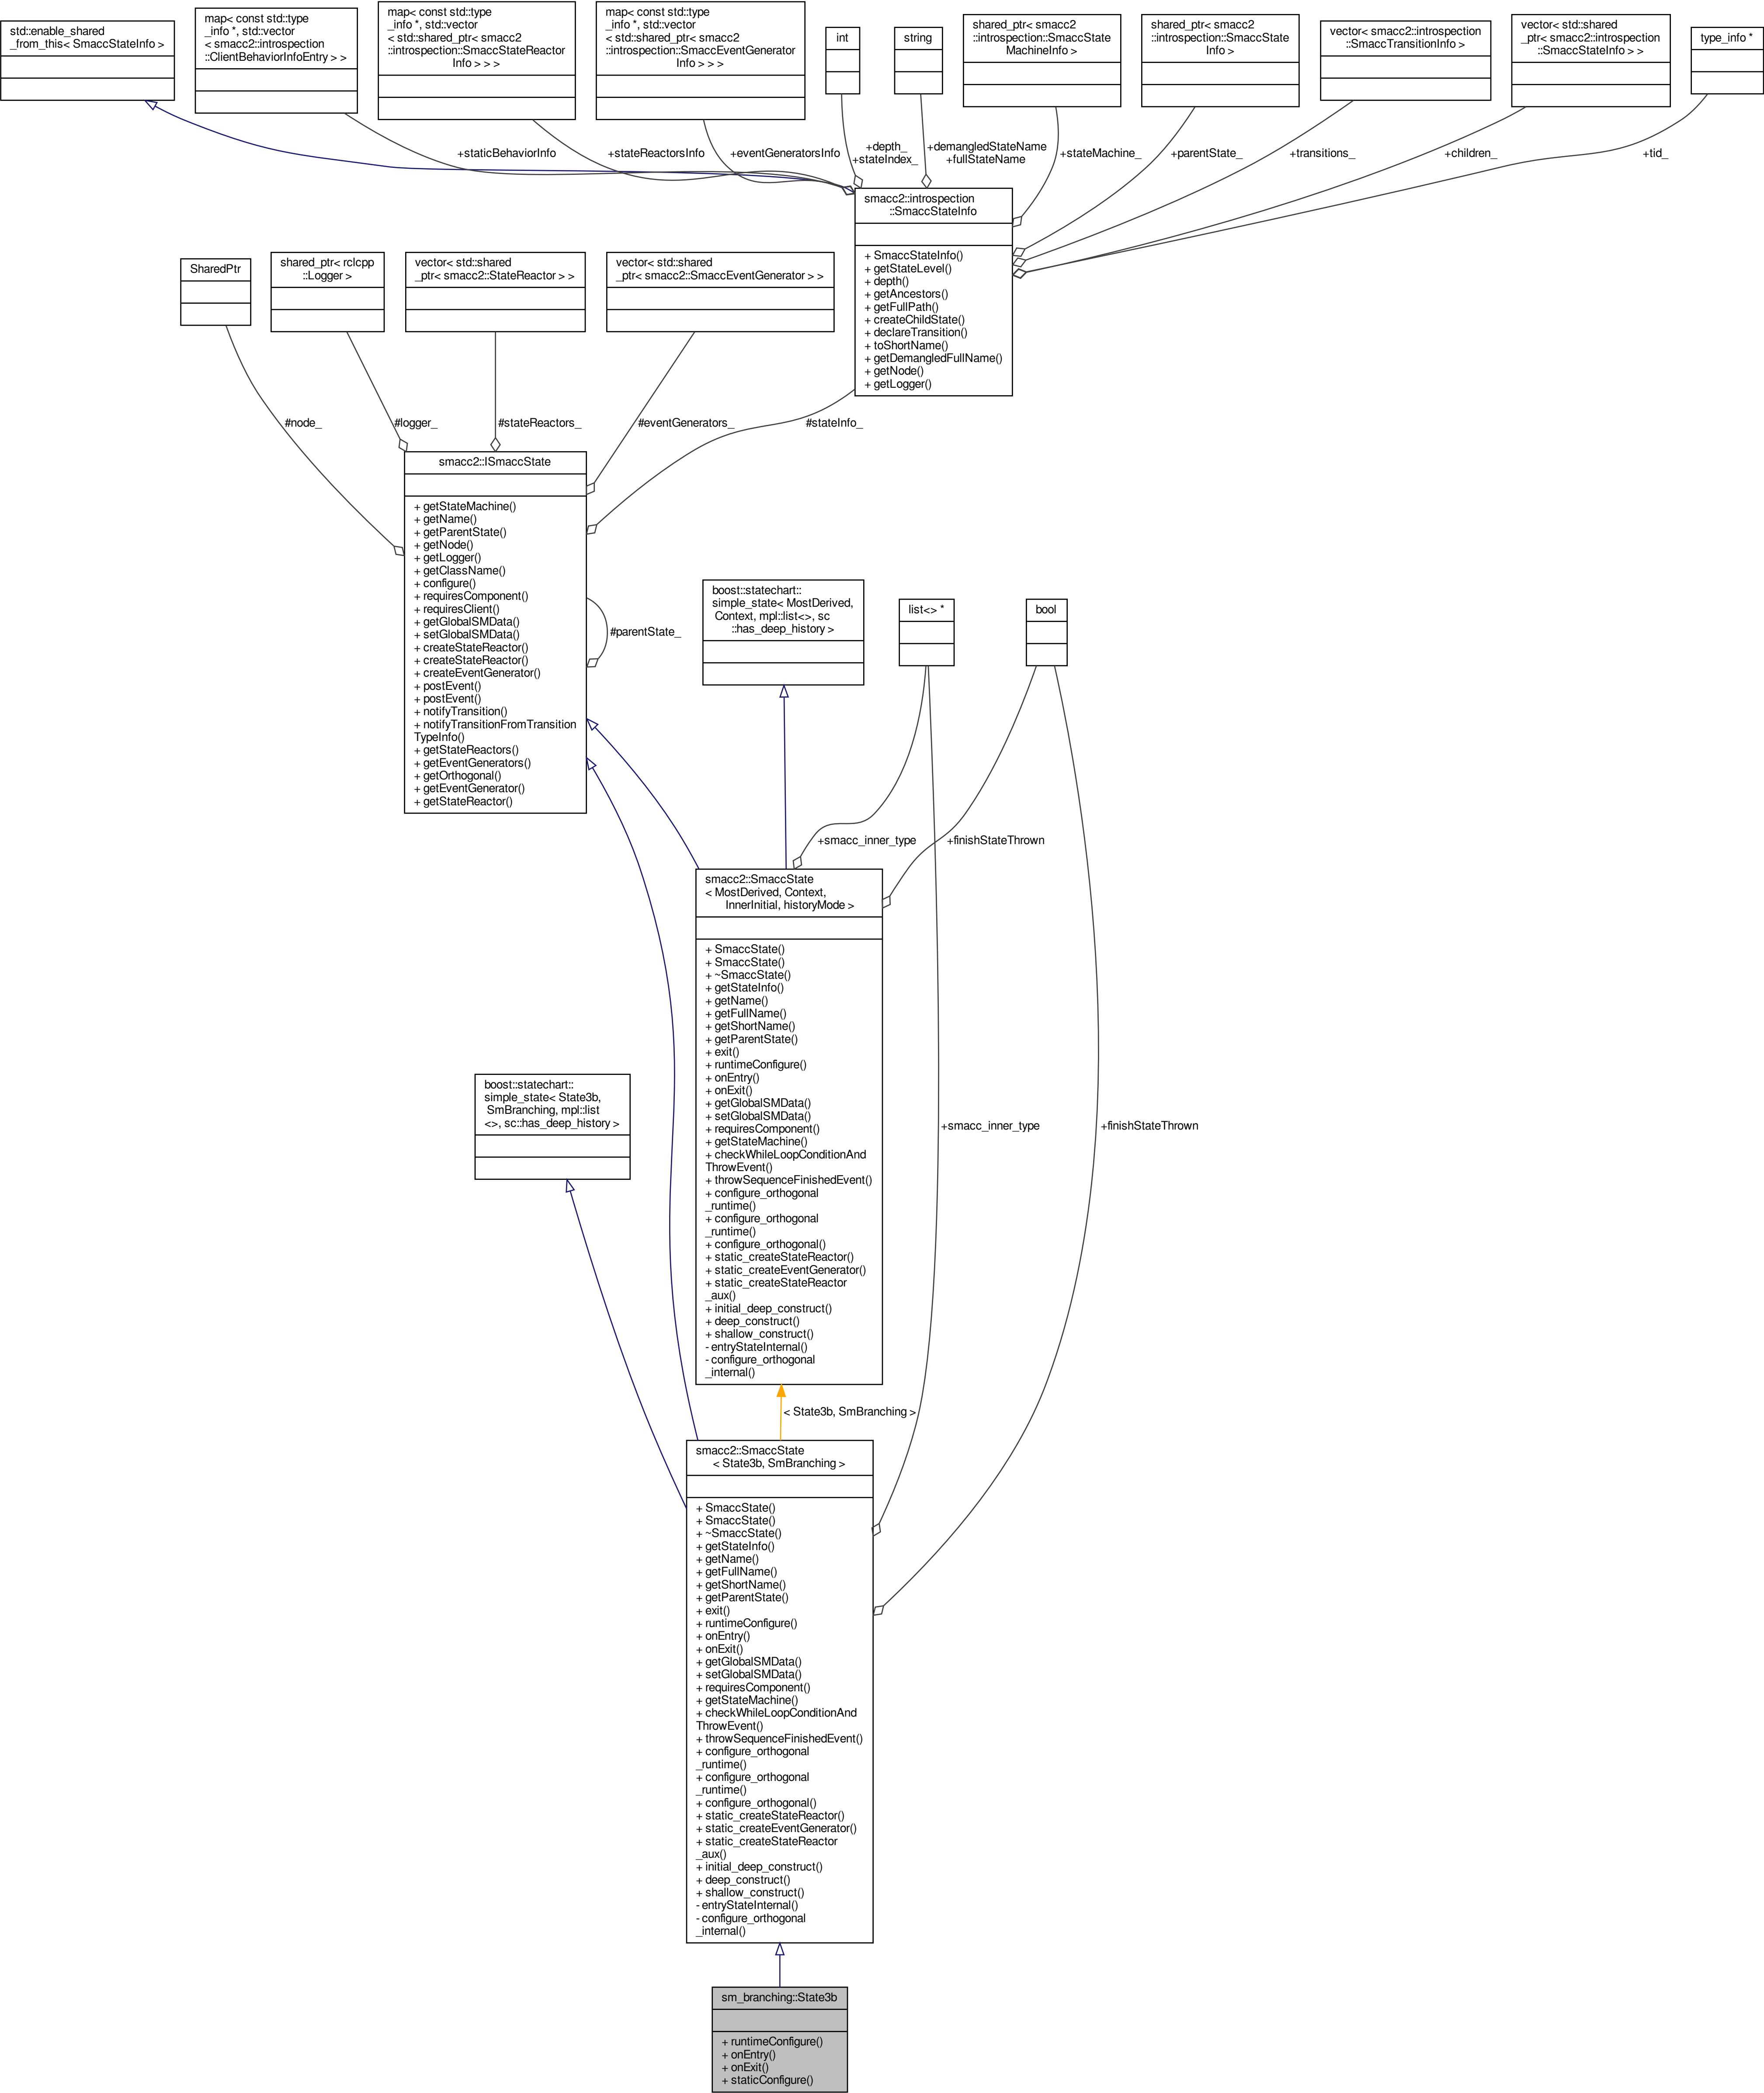 std::enable_shared
_from_this< SmaccStateInfo >
map< const std::type
_info *, std::vector
< smacc2::introspection
::ClientBehaviorInfoEntry > >
map< const std::type
_info *, std::vector
< std::shared_ptr< smacc2
::introspection::SmaccStateReactor
Info > > >
map< const std::type
_info *, std::vector
< std::shared_ptr< smacc2
::introspection::SmaccEventGenerator
Info > > >
int
string
shared_ptr< smacc2
::introspection::SmaccState
MachineInfo >
shared_ptr< smacc2
::introspection::SmaccState
Info >
vector< smacc2::introspection
::SmaccTransitionInfo >
vector< std::shared
_ptr< smacc2::introspection
::SmaccStateInfo > >
type_info *
+staticBehaviorInfo
+stateReactorsInfo
+eventGeneratorsInfo
+depth_
+stateIndex_
+demangledStateName
+fullStateName
+stateMachine_
+parentState_
+transitions_
+children_
+tid_
smacc2::introspection
::SmaccStateInfo
+ SmaccStateInfo()
+ getStateLevel()
+ depth()
+ getAncestors()
+ getFullPath()
+ createChildState()
+ declareTransition()
+ toShortName()
+ getDemangledFullName()
+ getNode()
+ getLogger()
SharedPtr
shared_ptr< rclcpp
::Logger >
vector< std::shared
_ptr< smacc2::StateReactor > >
vector< std::shared
_ptr< smacc2::SmaccEventGenerator > >
#node_
#logger_
#stateReactors_
#eventGenerators_
#stateInfo_
smacc2::ISmaccState
+ getStateMachine()
+ getName()
+ getParentState()
+ getNode()
+ getLogger()
+ getClassName()
+ configure()
+ requiresComponent()
+ requiresClient()
+ getGlobalSMData()
+ setGlobalSMData()
+ createStateReactor()
+ createStateReactor()
+ createEventGenerator()
+ postEvent()
+ postEvent()
+ notifyTransition()
+ notifyTransitionFromTransition
TypeInfo()
+ getStateReactors()
+ getEventGenerators()
+ getOrthogonal()
+ getEventGenerator()
+ getStateReactor()
#parentState_
boost::statechart::
simple_state< MostDerived,
Context, mpl::list<>, sc
::has_deep_history >
list<> *
bool
+smacc_inner_type
+finishStateThrown
smacc2::SmaccState
< MostDerived, Context,
InnerInitial, historyMode >
+ SmaccState()
+ SmaccState()
+ ~SmaccState()
+ getStateInfo()
+ getName()
+ getFullName()
+ getShortName()
+ getParentState()
+ exit()
+ runtimeConfigure()
+ onEntry()
+ onExit()
+ getGlobalSMData()
+ setGlobalSMData()
+ requiresComponent()
+ getStateMachine()
+ checkWhileLoopConditionAnd
ThrowEvent()
+ throwSequenceFinishedEvent()
+ configure_orthogonal
_runtime()
+ configure_orthogonal
_runtime()
+ configure_orthogonal()
+ static_createStateReactor()
+ static_createEventGenerator()
+ static_createStateReactor
_aux()
+ initial_deep_construct()
+ deep_construct()
+ shallow_construct()
- entryStateInternal()
- configure_orthogonal
_internal()
boost::statechart::
simple_state< State3b,
SmBranching, mpl::list
<>, sc::has_deep_history >
+smacc_inner_type
+finishStateThrown
< State3b, SmBranching >
smacc2::SmaccState
< State3b, SmBranching >
+ SmaccState()
+ SmaccState()
+ ~SmaccState()
+ getStateInfo()
+ getName()
+ getFullName()
+ getShortName()
+ getParentState()
+ exit()
+ runtimeConfigure()
+ onEntry()
+ onExit()
+ getGlobalSMData()
+ setGlobalSMData()
+ requiresComponent()
+ getStateMachine()
+ checkWhileLoopConditionAnd
ThrowEvent()
+ throwSequenceFinishedEvent()
+ configure_orthogonal
_runtime()
+ configure_orthogonal
_runtime()
+ configure_orthogonal()
+ static_createStateReactor()
+ static_createEventGenerator()
+ static_createStateReactor
_aux()
+ initial_deep_construct()
+ deep_construct()
+ shallow_construct()
- entryStateInternal()
- configure_orthogonal
_internal()
sm_branching::State3b
+ runtimeConfigure()
+ onEntry()
+ onExit()
+ staticConfigure()